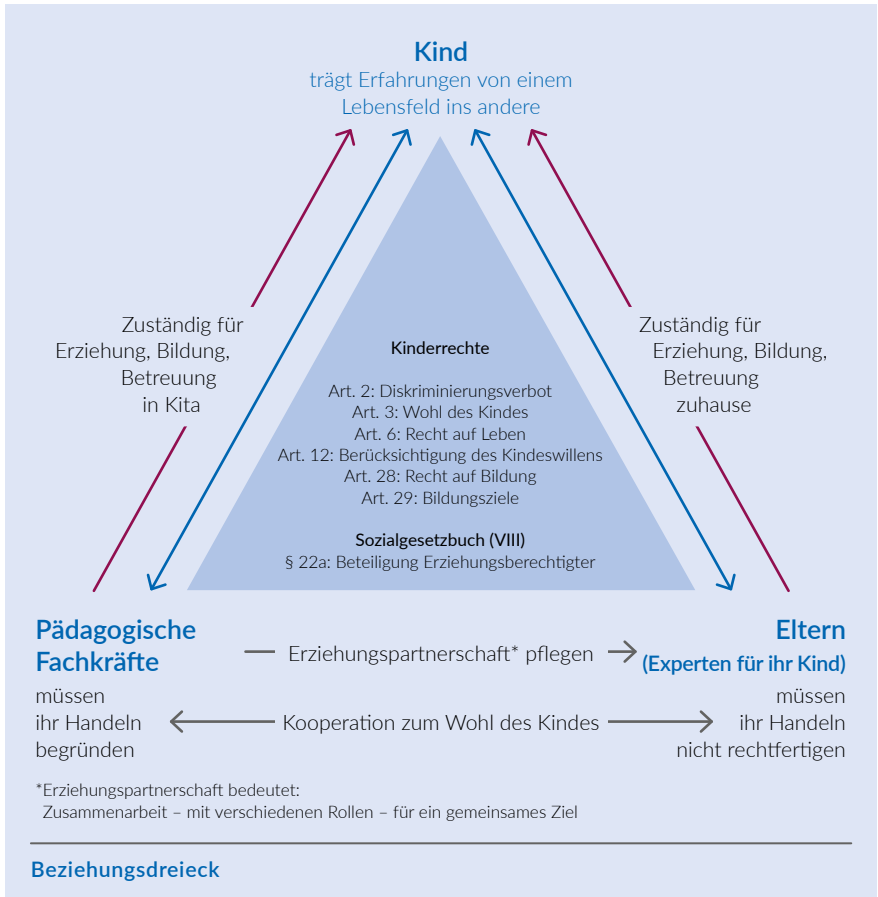 Kind
trägt Erfahrungen von einem
Lebensfeld ins andere
Zuständig für
Erziehung, Bildung,
Betreuung
in Kita
Zuständig für
Erziehung, Bildung,
Betreuung
zuhause
Kinderrechte
Art. 2: Diskriminierungsverbot
Art. 3: Wohl des Kindes
Art. 6: Recht auf Leben
Art. 12: Berücksichtigung des Kindeswillens
Art. 28: Recht auf Bildung
Art. 29: Bildungsziele
Sozialgesetzbuch (VIII)
§ 22a: Beteiligung Erziehungsberechtigter
Pädagogische
Fachkräfte
müssen
ihr Handeln
begründen
Erziehungspartnerschaft* pflegen
Kooperation zum Wohl des Kindes
Eltern
(Experten für ihr Kind)
müssen
ihr Handeln
nicht rechtfertigen
*Erziehungspartnerschaft bedeutet:
Zusammenarbeit – mit verschiedenen Rollen – für ein gemeinsames Ziel
Beziehungsdreieck